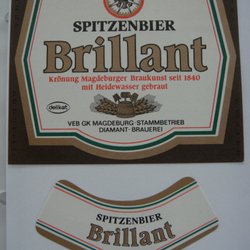 SPITZENBIER
Brillant
Krönung Magdeburger Braukunst seit 1840
mit Heidewasser gebraut
delikat
VEB GK MAGDEBURG · STAMMBETRIEB
DIAMANT - BRAUEREI
SPITZENBIER
Brillant